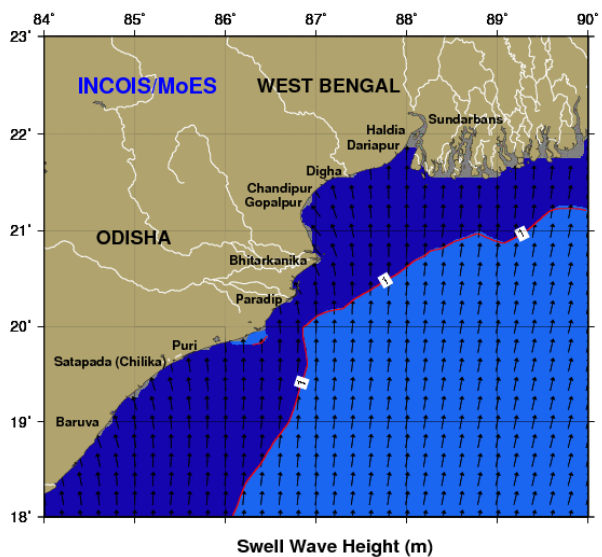 84° 85° 86° 87° 88° 89° 90°
23°
INCOIS/MoES WEST BENGAL
Sundarbans
22°
Haldia
Dariapur
Digha
Chandipur
Gopalpur
21°
ODISHA
1
Bhitarkanika
1
Paradip
20°
Puri
Satapada (Chilika)
1
19°
Baruva
18°
Swell Wave Height (m)